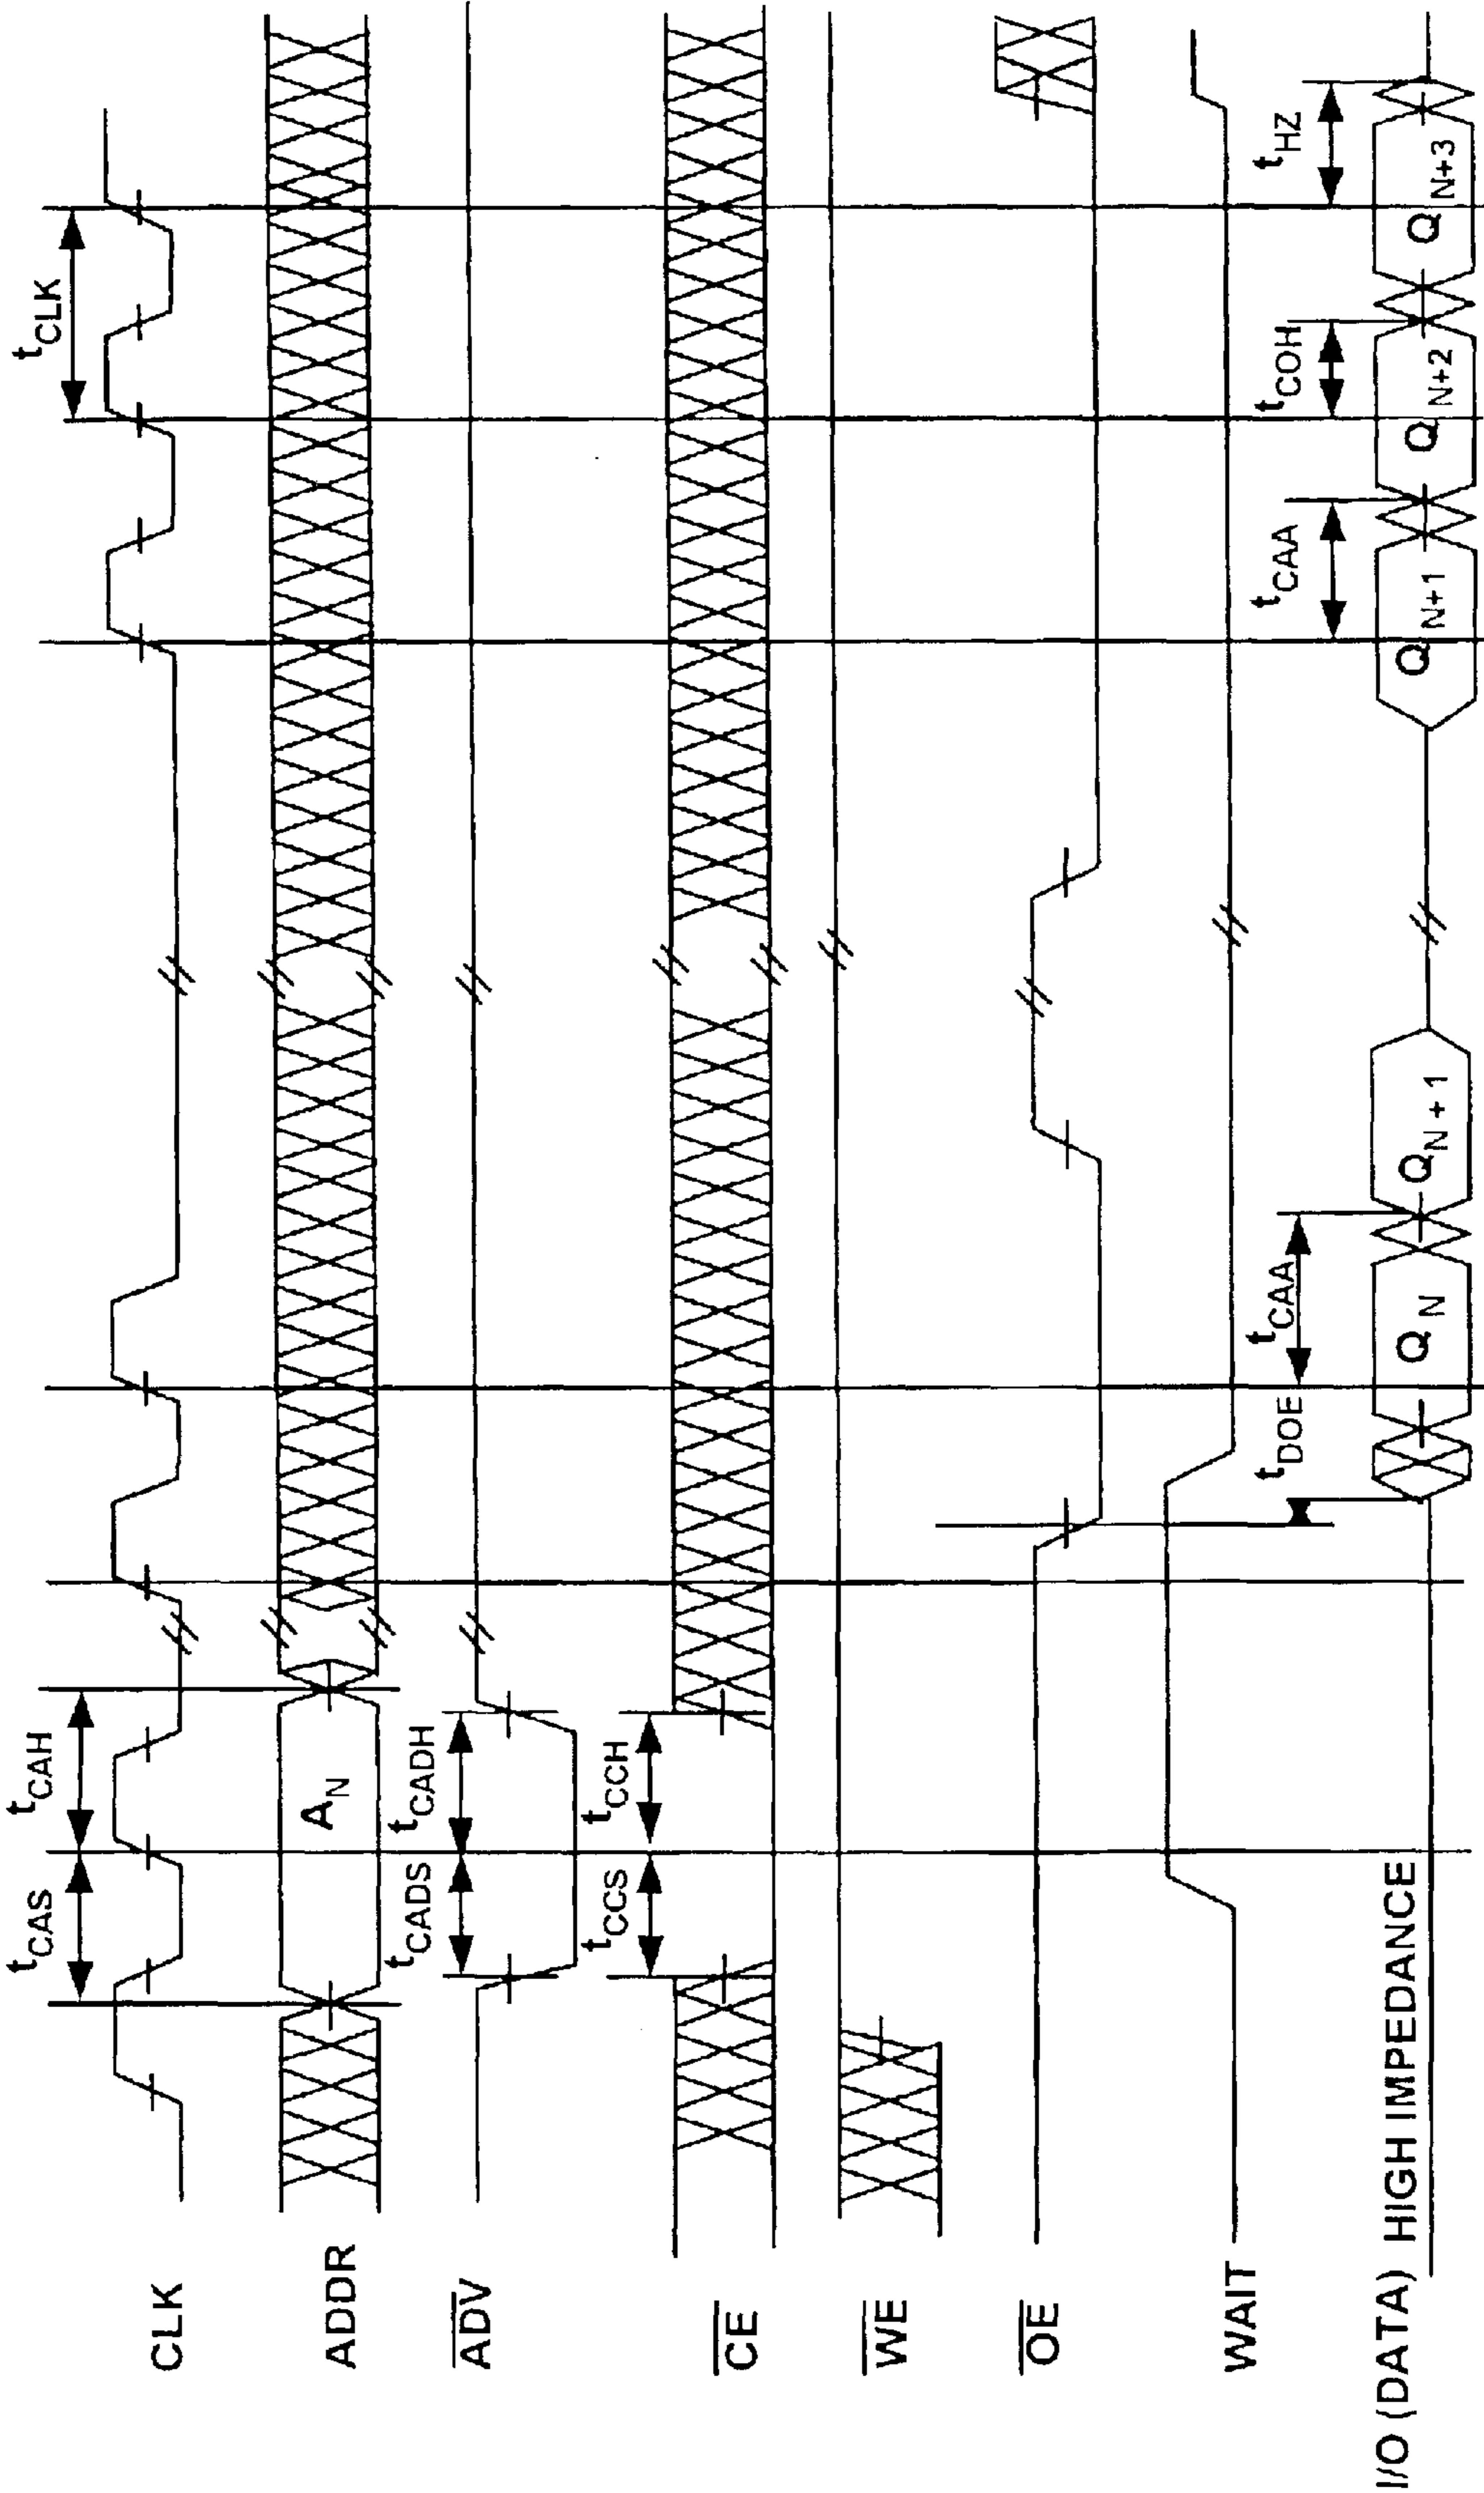 CLK
tCAS
tCAH
tCLK
ADDR
AN
ADV
tCADS
tCADH
CE
tCCS
tCCH
WE
OE
WAIT
tDOE
tCAA
tCAA
tCOH
tHZ
I/O (DATA)
HIGH IMPEDANCE
QN
QN+1
QN+1
QN+2
QN+3